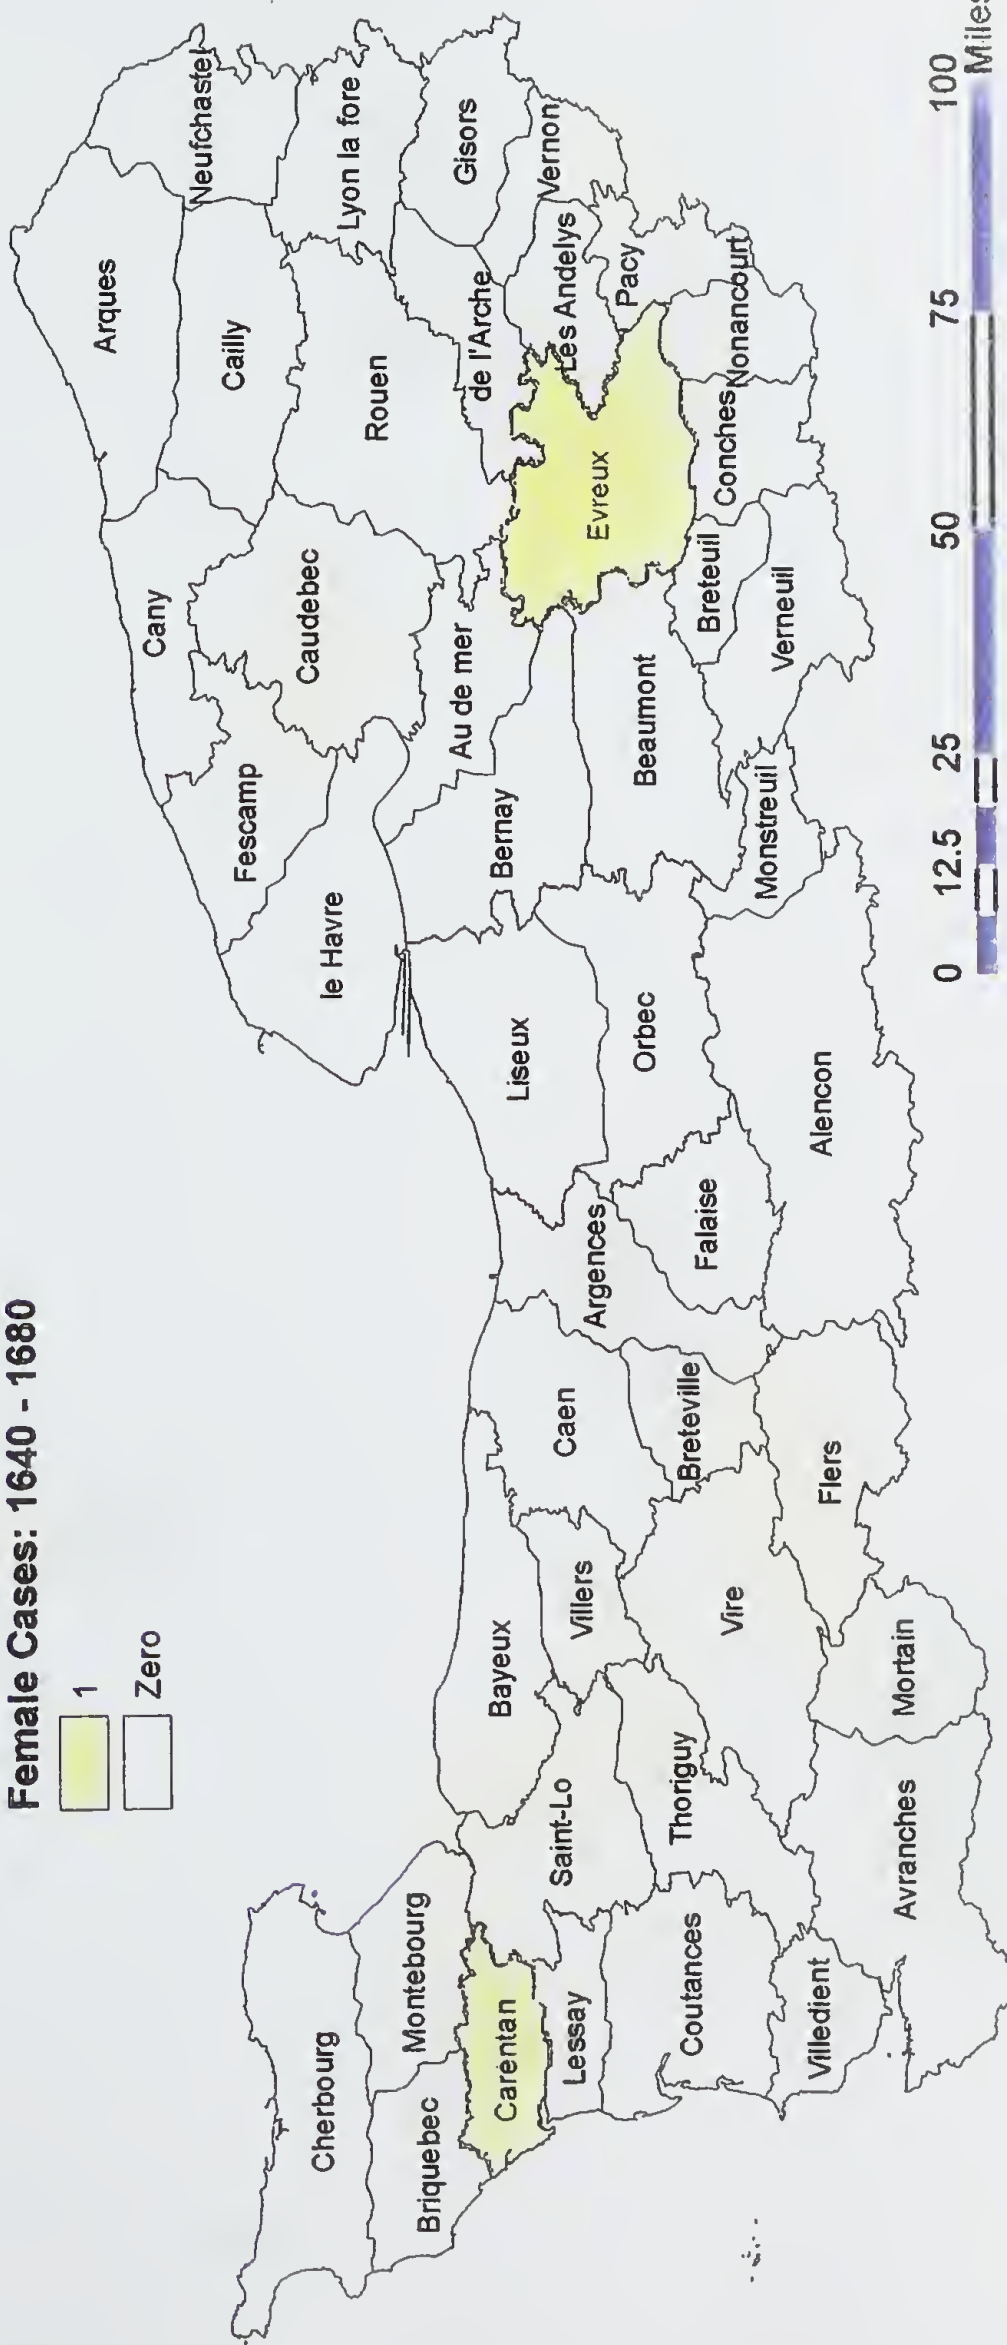 Female Cases: 1640 - 1680
1
Zero
Cherbourg
Briquebec
Montebourg
Carentan
Lessay
Saint-Lo
Coutances
Thoriguy
Villedient
Avranches
Mortain
Bayeux
Villers
Vire
Caen
Breteville
Flers
Argences
Falaise
Alencon
Liseux
Orbec
le Havre
Fescamp
Cany
Caudebec
Au de mer
Bernay
Beaumont
Monstreuil
Breteuil
Verneuil
Evreux
Conches
Nonancourt
Arques
Neufchastel
Cailly
Rouen
Lyon la fore
de l'Arche
Gisors
Les Andelys
Vernon
Pacy
0 12.5 25 50 75 100
Miles